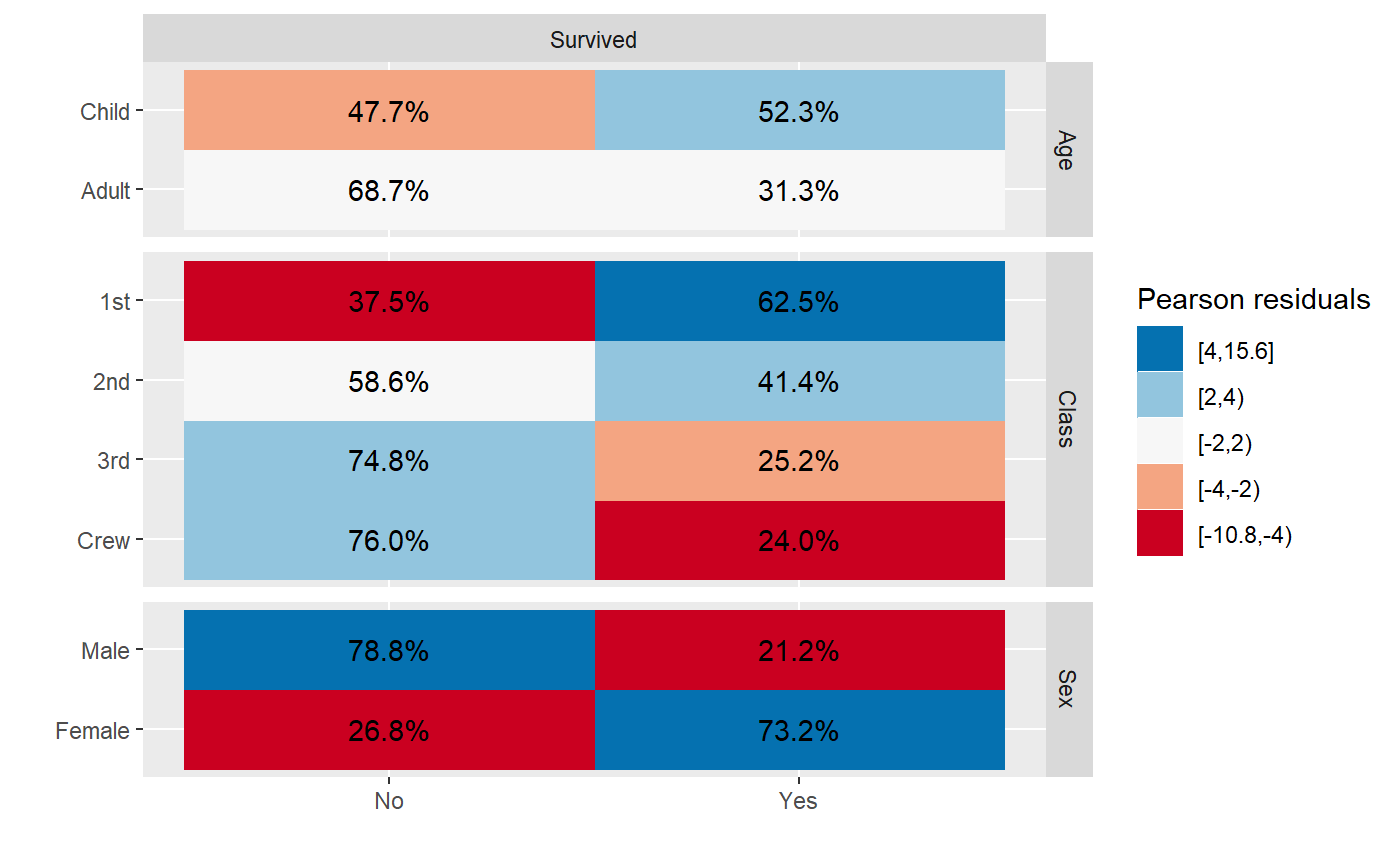 Survived
Child 47.7% 52.3%
Adult 68.7% 31.3%
Age
1st 37.5% 62.5%
2nd 58.6% 41.4%
3rd 74.8% 25.2%
Crew 76.0% 24.0%
Class
Male 78.8% 21.2%
Female 26.8% 73.2%
Sex
No Yes
Pearson residuals
[4,15.6]
[2,4)
[-2,2)
[-4,-2)
[-10.8,-4)